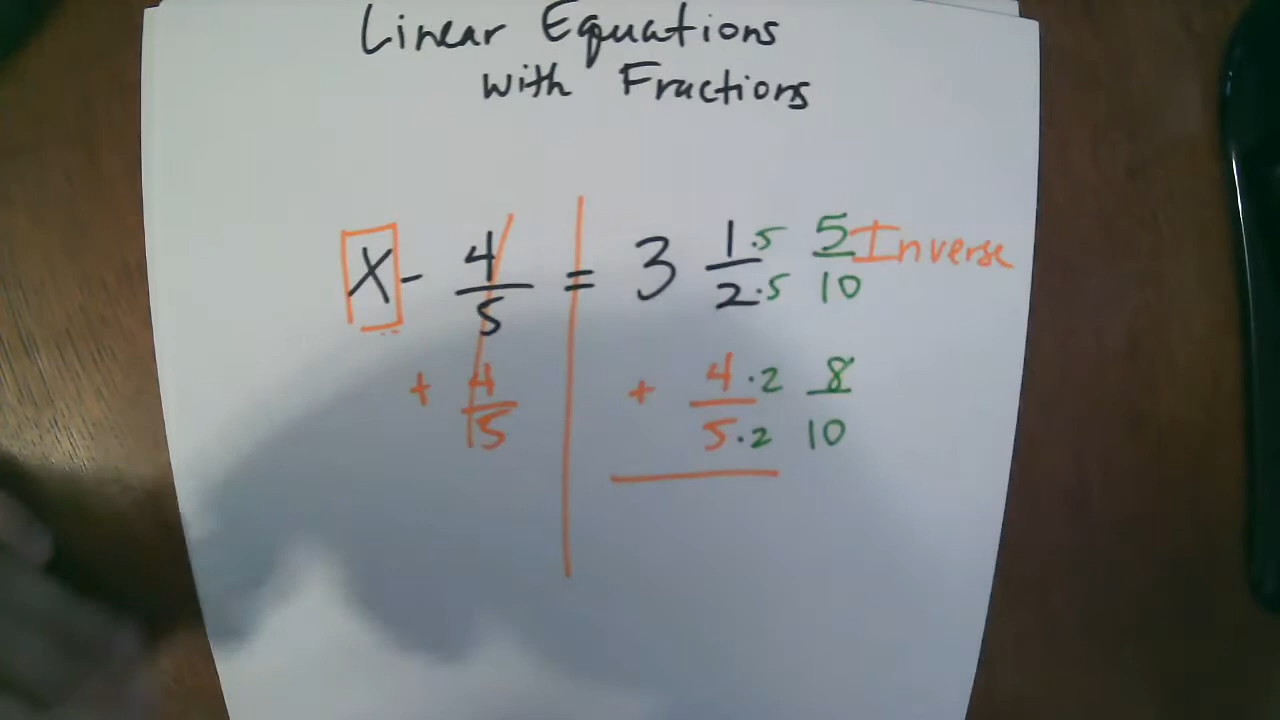 Linear Equations
with Fractions
X - 4/5 = 3 1·5/2·5 5/10 Inverse
+ 4/5 + 4·2/5·2 8/10